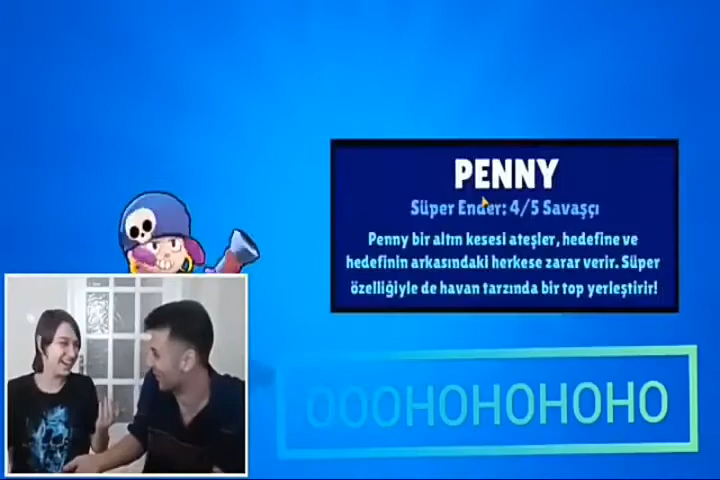 PENNY
Süper Ender: 4/5 Savaşçı
Penny bir altın kesesi ateşler, hedefine ve
hedefinin arkasındaki herkese zarar verir. Süper
özelliğiyle de havan tarzında bir top yerleştirir!
OOOHOHOHOHO